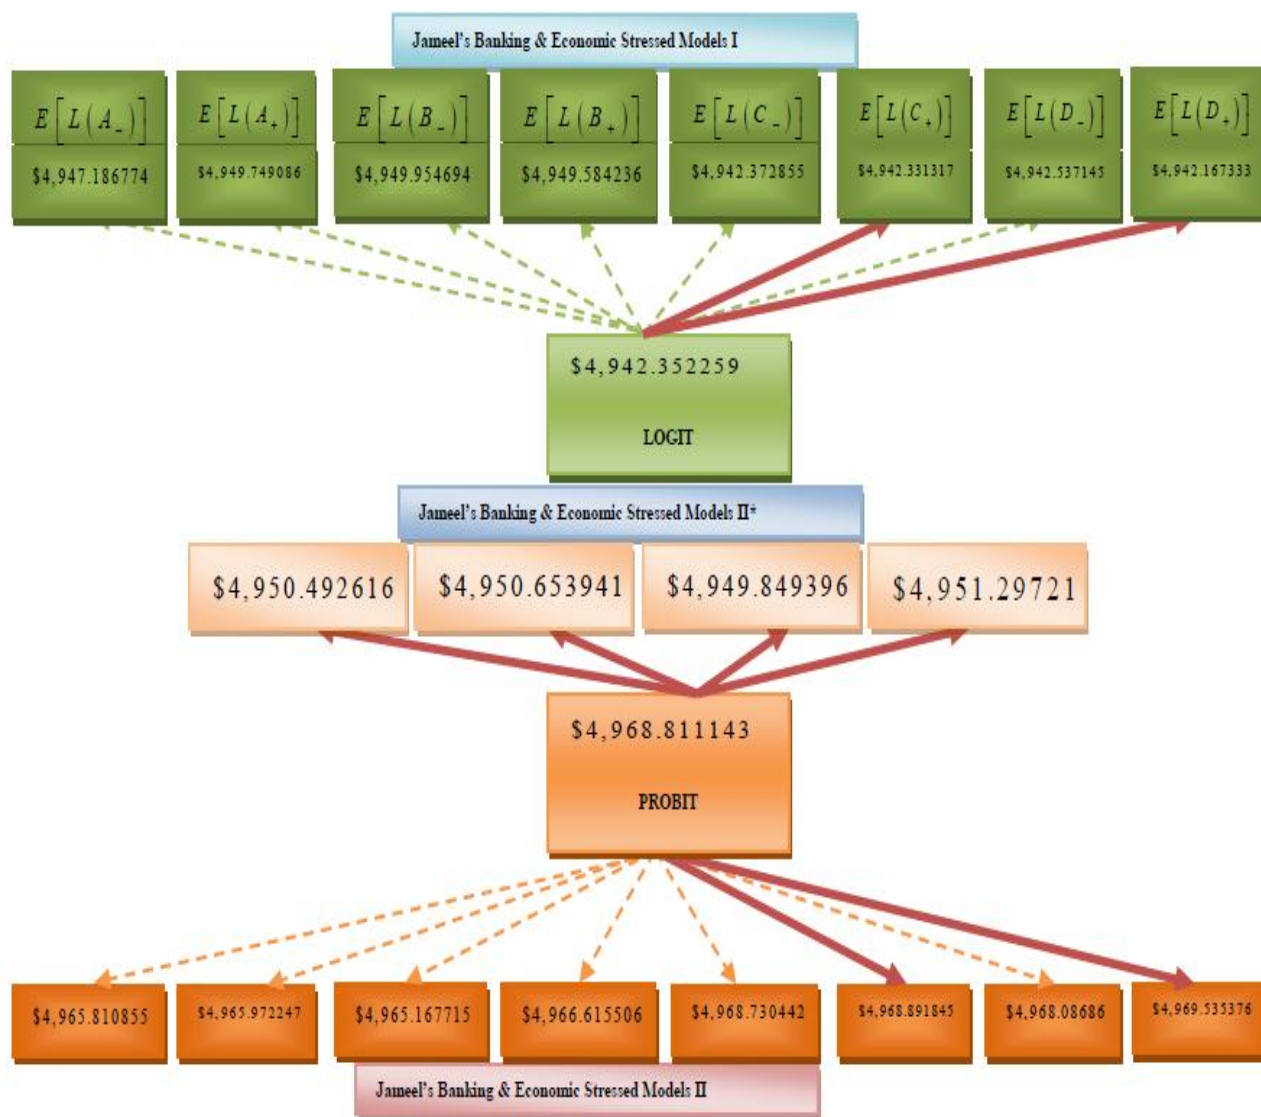 Jameel's Banking & Economic Stressed Models I
E[L(A₋)] E[L(A₊)] E[L(B₋)] E[L(B₊)] E[L(C₋)] E[L(C₊)] E[L(D₋)] E[L(D₊)]
$4,947.186774 $4,949.749086 $4,949.954694 $4,949.584236 $4,942.372855 $4,942.331317 $4,942.537145 $4,942.167333
$4,942.352259
LOGIT
Jameel's Banking & Economic Stressed Models II*
$4,950.492616 $4,950.653941 $4,949.849396 $4,951.29721
$4,968.811143
PROBIT
$4,965.810855 $4,965.972247 $4,965.167715 $4,966.615506 $4,968.730442 $4,968.891845 $4,968.08686 $4,969.535376
Jameel's Banking & Economic Stressed Models II